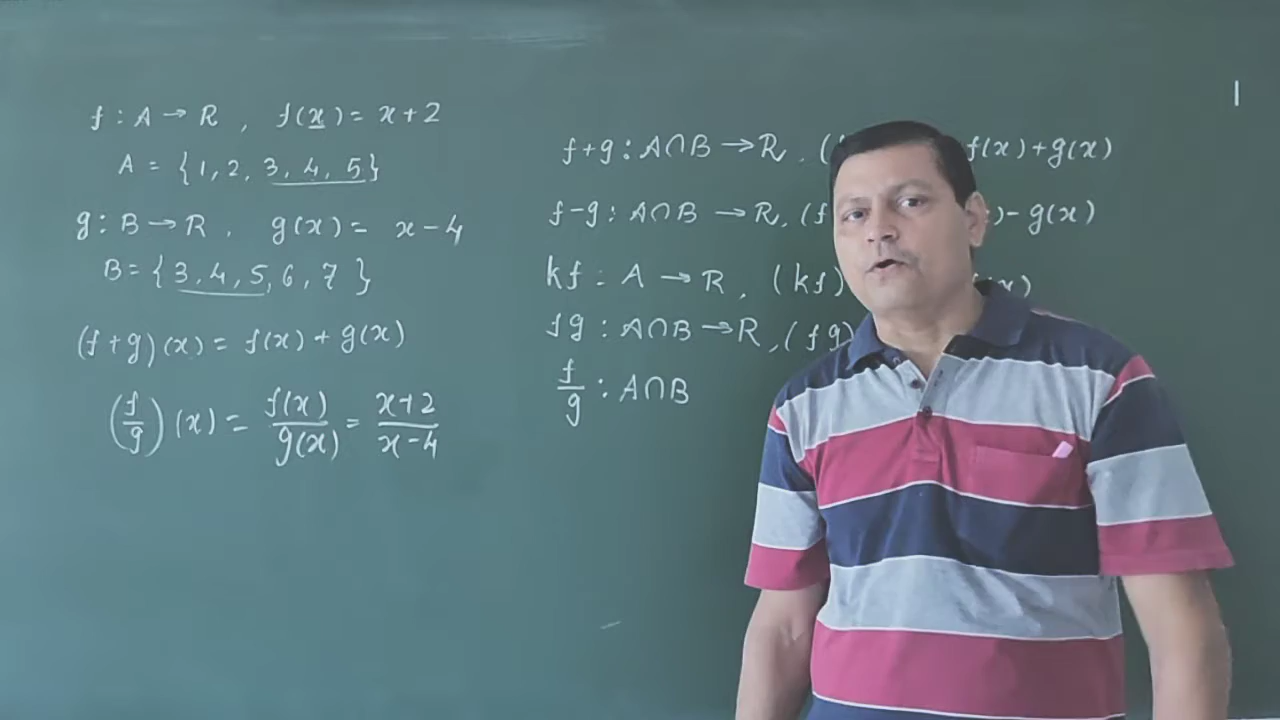 f : A → R , f(x) = x+2
A = {1, 2, 3, 4, 5}
g : B → R , g(x) = x-4
B = {3, 4, 5, 6, 7}
(f+g)(x) = f(x) + g(x)
(f/g)(x) = f(x)/g(x) = x+2/x-4
f+g : A∩B → R , ( f(x)+g(x)
f-g : A∩B → R, (f )- g(x)
kf : A → R , (kf) x)
fg : A∩B → R , (fg)
f/g : A∩B